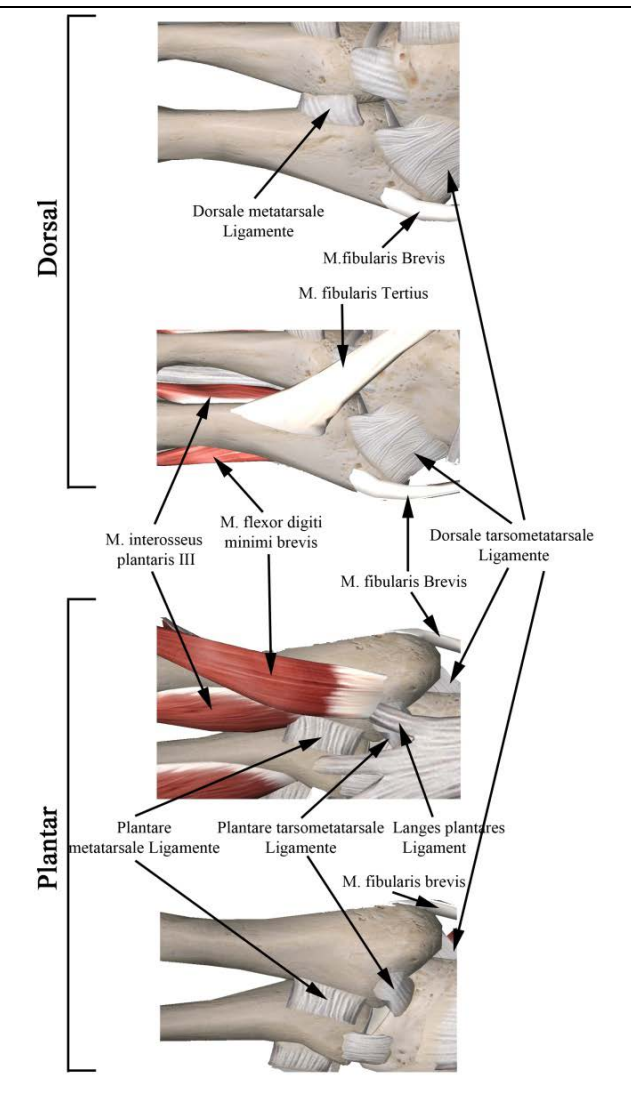 Dorsal
Dorsale metatarsale
Ligamente
M.fibularis Brevis
M. fibularis Tertius
M. interosseus
plantaris III
M. flexor digiti
minimi brevis
Dorsale tarsometatarsale
Ligamente
M. fibularis Brevis
Plantar
Plantare
metatarsale Ligamente
Plantare tarsometatarsale
Ligamente
Langes plantares
Ligament
M. fibularis brevis